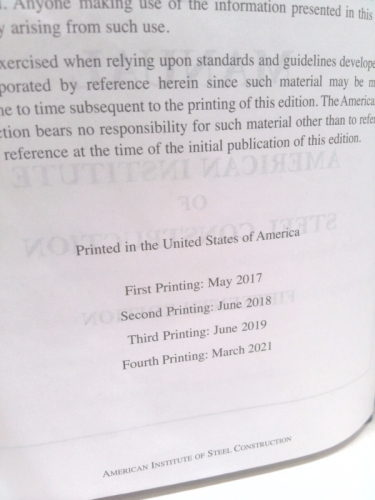 . Anyone making use of the information presented in this
y arising from such use.
exercised when relying upon standards and guidelines develope
porated by reference herein since such material may be m
me to time subsequent to the printing of this edition. The America
ction bears no responsibility for such material other than to refer
reference at the time of the initial publication of this edition.
Printed in the United States of America
First Printing: May 2017
Second Printing: June 2018
Third Printing: June 2019
Fourth Printing: March 2021
AMERICAN INSTITUTE OF STEEL CONSTRUCTION